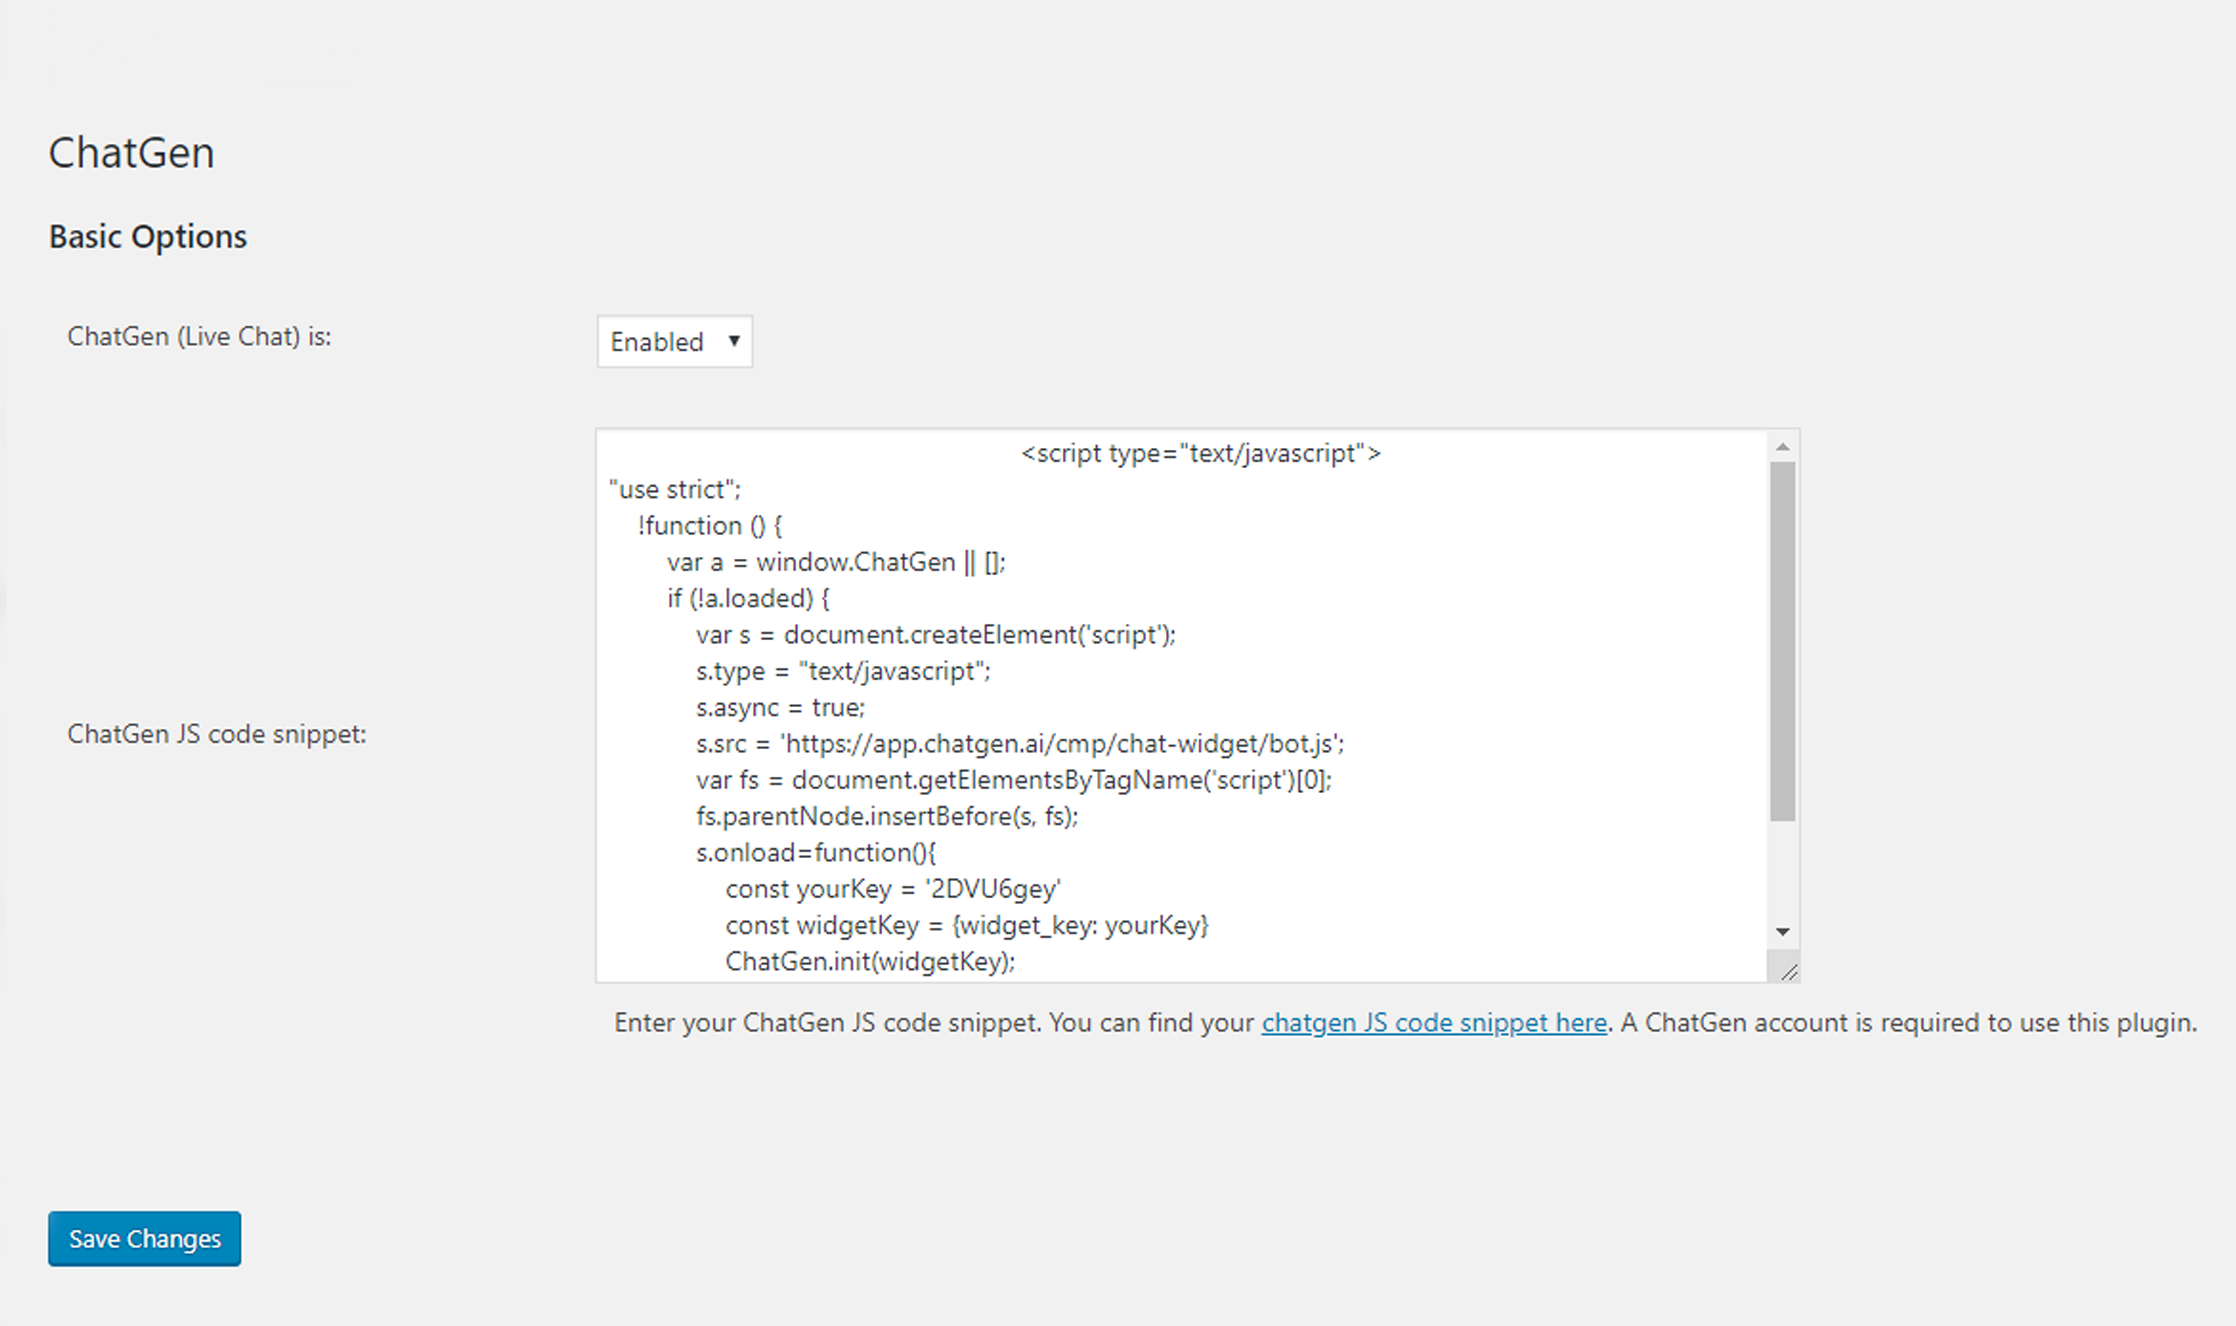 ChatGen
Basic Options
ChatGen (Live Chat) is:
Enabled
ChatGen JS code snippet:
<script type="text/javascript">
"use strict";
!function () {
var a = window.ChatGen || [];
if (!a.loaded) {
var s = document.createElement('script');
s.type = "text/javascript";
s.async = true;
s.src = 'https://app.chatgen.ai/cmp/chat-widget/bot.js';
var fs = document.getElementsByTagName('script')[0];
fs.parentNode.insertBefore(s, fs);
s.onload=function(){
const yourKey = '2DVU6gey'
const widgetKey = {widget_key: yourKey}
ChatGen.init(widgetKey);
Enter your ChatGen JS code snippet. You can find your chatgen JS code snippet here. A ChatGen account is required to use this plugin.
Save Changes